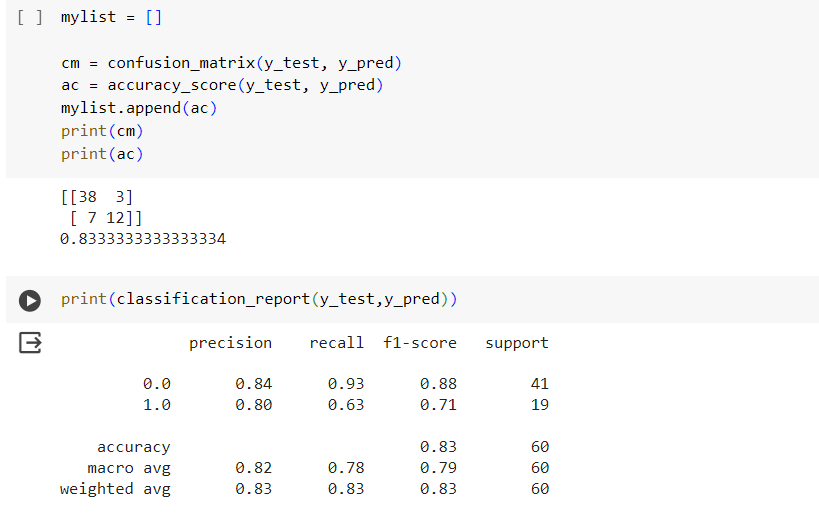 [ ] mylist = []
cm = confusion_matrix(y_test, y_pred)
ac = accuracy_score(y_test, y_pred)
mylist.append(ac)
print(cm)
print(ac)
[[38  3]
 [ 7 12]]
0.8333333333333334
print(classification_report(y_test,y_pred))
precision    recall  f1-score   support
0.0       0.84      0.93      0.88        41
1.0       0.80      0.63      0.71        19
accuracy                           0.83        60
macro avg       0.82      0.78      0.79        60
weighted avg       0.83      0.83      0.83        60